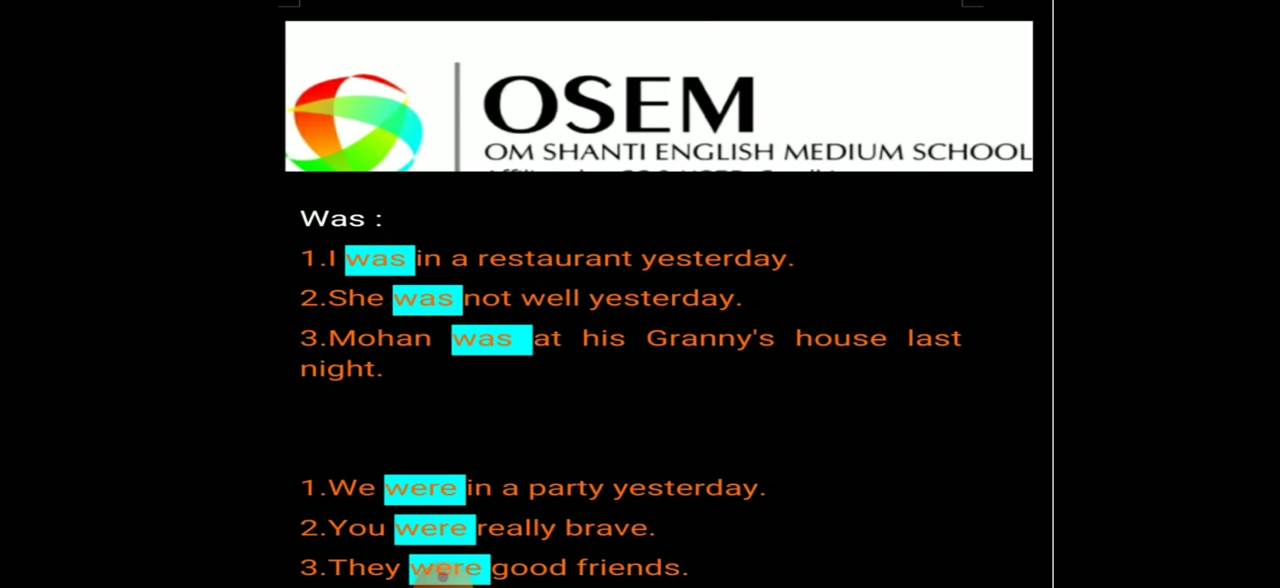 OSEM
OM SHANTI ENGLISH MEDIUM SCHOOL
Was :
1.I was in a restaurant yesterday.
2.She was not well yesterday.
3.Mohan was at his Granny's house last
night.
1.We were in a party yesterday.
2.You were really brave.
3.They were good friends.